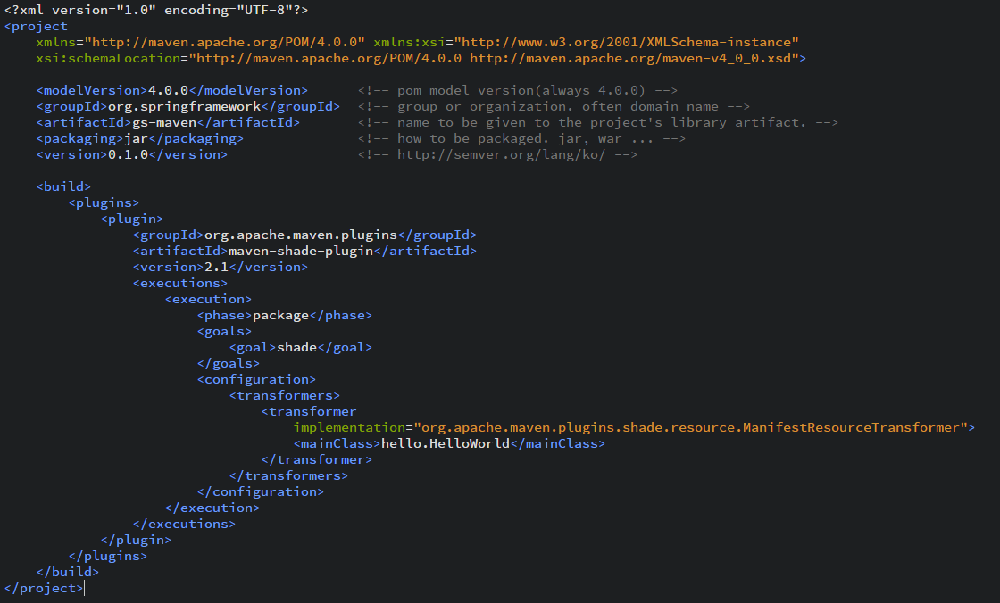 <?xml version="1.0" encoding="UTF-8"?>
<project
    xmlns="http://maven.apache.org/POM/4.0.0" xmlns:xsi="http://www.w3.org/2001/XMLSchema-instance"
    xsi:schemaLocation="http://maven.apache.org/POM/4.0.0 http://maven.apache.org/maven-v4_0_0.xsd">

    <modelVersion>4.0.0</modelVersion>      <!-- pom model version(always 4.0.0) -->
    <groupId>org.springframework</groupId>  <!-- group or organization. often domain name -->
    <artifactId>gs-maven</artifactId>       <!-- name to be given to the project's library artifact. -->
    <packaging>jar</packaging>              <!-- how to be packaged. jar, war ... -->
    <version>0.1.0</version>                <!-- http://semver.org/lang/ko/ -->

    <build>
        <plugins>
            <plugin>
                <groupId>org.apache.maven.plugins</groupId>
                <artifactId>maven-shade-plugin</artifactId>
                <version>2.1</version>
                <executions>
                    <execution>
                        <phase>package</phase>
                        <goals>
                            <goal>shade</goal>
                        </goals>
                        <configuration>
                            <transformers>
                                <transformer
                                    implementation="org.apache.maven.plugins.shade.resource.ManifestResourceTransformer">
                                    <mainClass>hello.HelloWorld</mainClass>
                                </transformer>
                            </transformers>
                        </configuration>
                    </execution>
                </executions>
            </plugin>
        </plugins>
    </build>
</project>